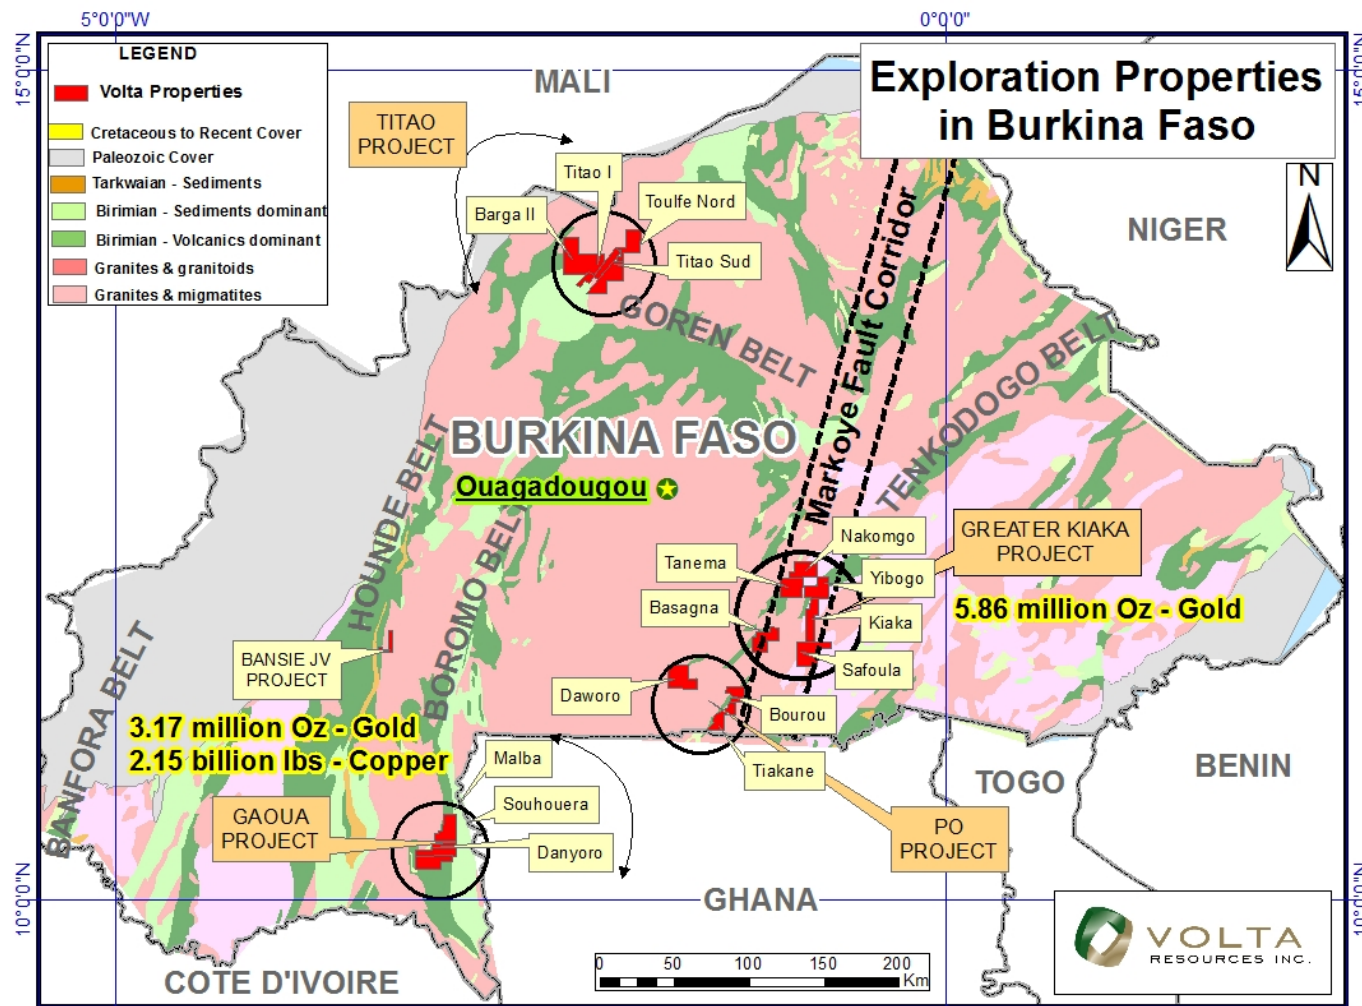 5°0'0"W
0°0'0"
15°0'0"N
15°0'0"N
LEGEND
Volta Properties
Cretaceous to Recent Cover
Paleozoic Cover
Tarkwaian - Sediments
Birimian - Sediments dominant
Birimian - Volcanics dominant
Granites & granitoids
Granites & migmatites
MALI
Exploration Properties
in Burkina Faso
N
TITAO
PROJECT
Titao I
Barga II
Toulfe Nord
Titao Sud
NIGER
GOREN BELT
Markoye Fault Corridor
TENKODOGO BELT
BURKINA FASO
Ouagadougou
HOUNDE BELT
BOROMO BELT
BANFORA BELT
Nakomgo
GREATER KIAKA
PROJECT
Tanema
Yibogo
Basagna
Kiaka
5.86 million Oz - Gold
Safoula
BANSIE JV
PROJECT
Daworo
Bourou
Tiakane
3.17 million Oz - Gold
2.15 billion lbs - Copper
Malba
Souhouera
Danyoro
GAOUA
PROJECT
PO
PROJECT
TOGO
BENIN
GHANA
COTE D'IVOIRE
10°0'0"N
10°0'0"N
0 50 100 150 200
Km
VOLTA
RESOURCES INC.